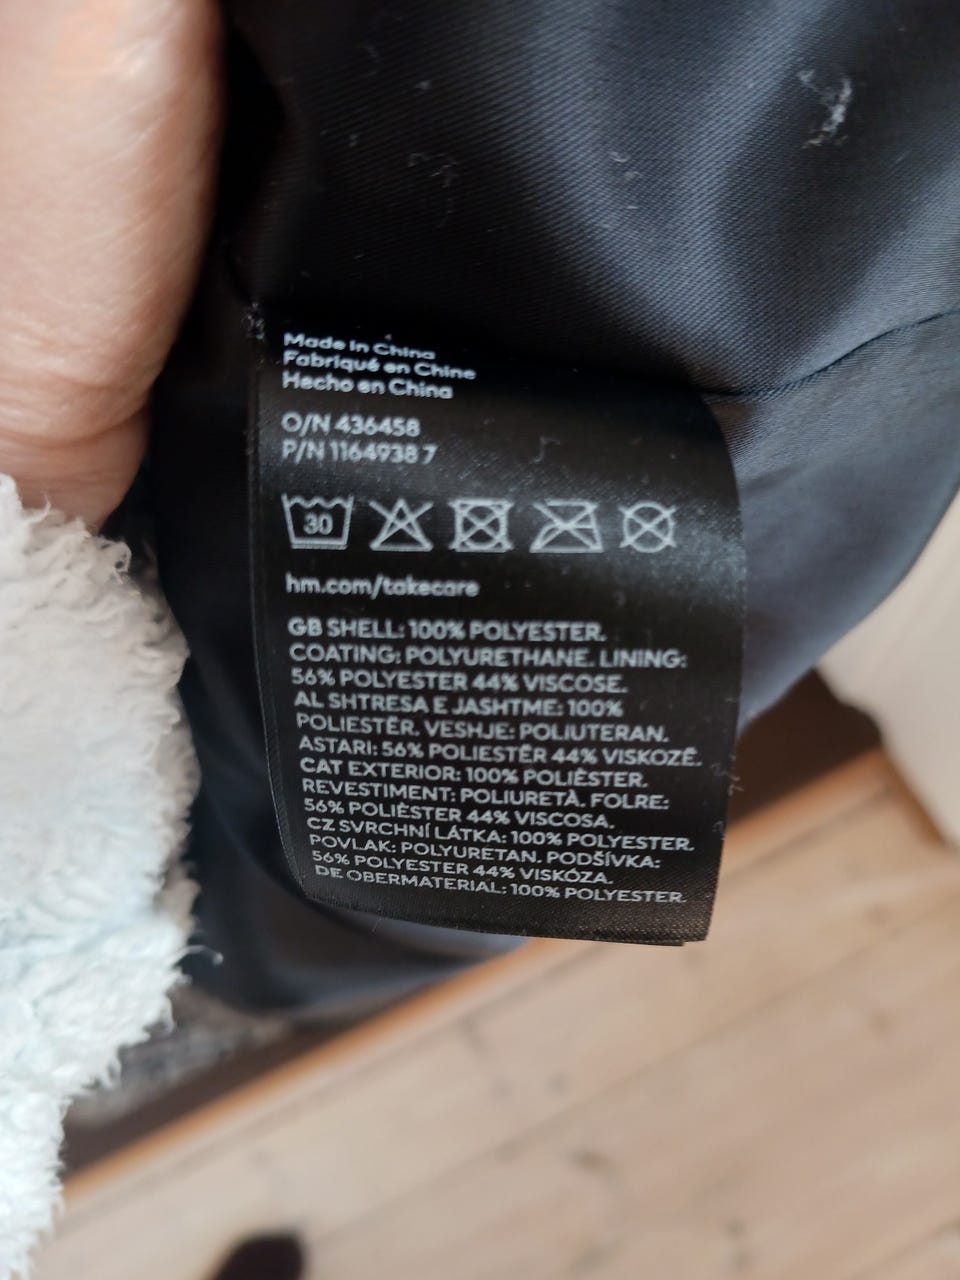 Made in China
Fabriqué en Chine
Hecho en China
O/N 436458
P/N 1164938 7
30
hm.com/takecare
GB SHELL: 100% POLYESTER.
COATING: POLYURETHANE. LINING:
56% POLYESTER 44% VISCOSE.
AL SHTRESA E JASHTME: 100%
POLIESTËR. VESHJE: POLIUTERAN.
ASTARI: 56% POLIESTËR 44% VISKOZË.
CAT EXTERIOR: 100% POLIÈSTER.
REVESTIMENT: POLIURETÀ. FOLRE:
56% POLIÈSTER 44% VISCOSA.
CZ SVRCHNÍ LÁTKA: 100% POLYESTER.
POVLAK: POLYURETAN. PODŠÍVKA:
56% POLYESTER 44% VISKÓZA.
DE OBERMATERIAL: 100% POLYESTER.